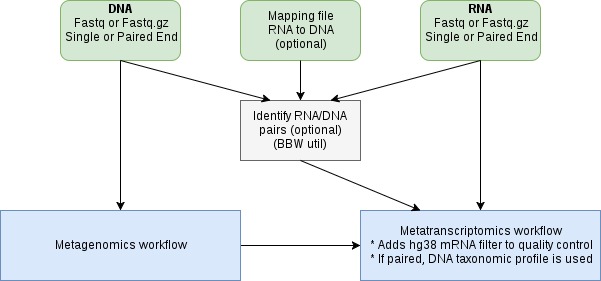 DNA
Fastq or Fastq.gz
Single or Paired End
Mapping file
RNA to DNA
(optional)
RNA
Fastq or Fastq.gz
Single or Paired End
Identify RNA/DNA
pairs (optional)
(BBW util)
Metagenomics workflow
Metatranscriptomics workflow
* Adds hg38 mRNA filter to quality control
* If paired, DNA taxonomic profile is used